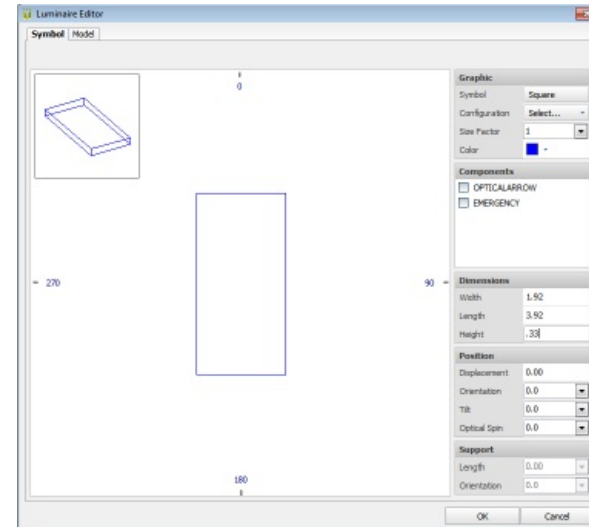 Luminaire Editor
Symbol Model
0
270
90
180
Graphic
Symbol Square
Configuration Select...
Size Factor 1
Color
Components
OPTICALARROW
EMERGENCY
Dimensions
Width 1.92
Length 3.92
Height .33
Position
Displacement 0.00
Orientation 0.0
Tilt 0.0
Optical Spin 0.0
Support
Length 0.00
Orientation 0.0
OK Cancel